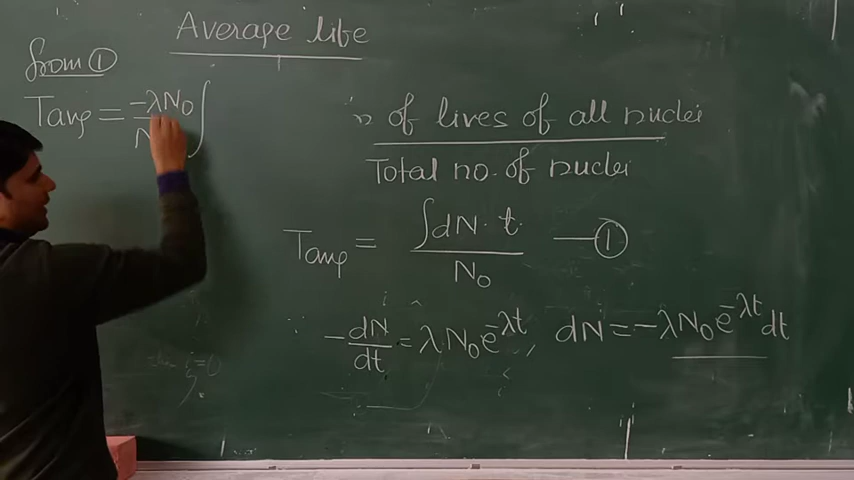 Average life
from ①
Tavg = -λN₀ / N ∫
n of lives of all nuclei
Total no. of nuclei
Tavg = ∫dN. t / N₀ — ①
-dN/dt = λN₀e^-λt, dN = -λN₀e^-λt dt